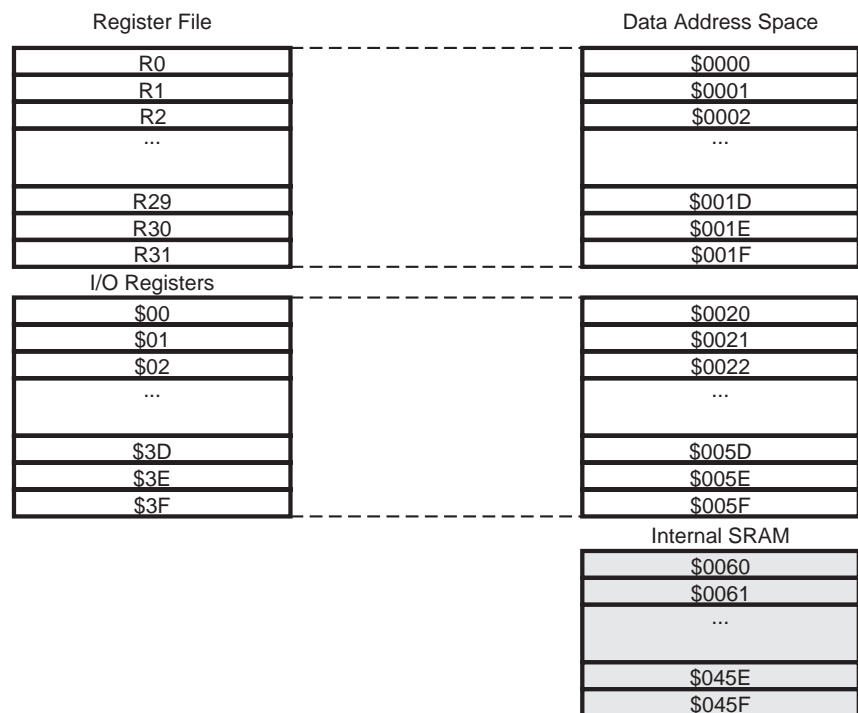 Register File Data Address Space
R0 $0000
R1 $0001
R2 $0002
... ...
R29 $001D
R30 $001E
R31 $001F
I/O Registers
$00 $0020
$01 $0021
$02 $0022
... ...
$3D $005D
$3E $005E
$3F $005F
Internal SRAM
$0060
$0061
...
$045E
$045F